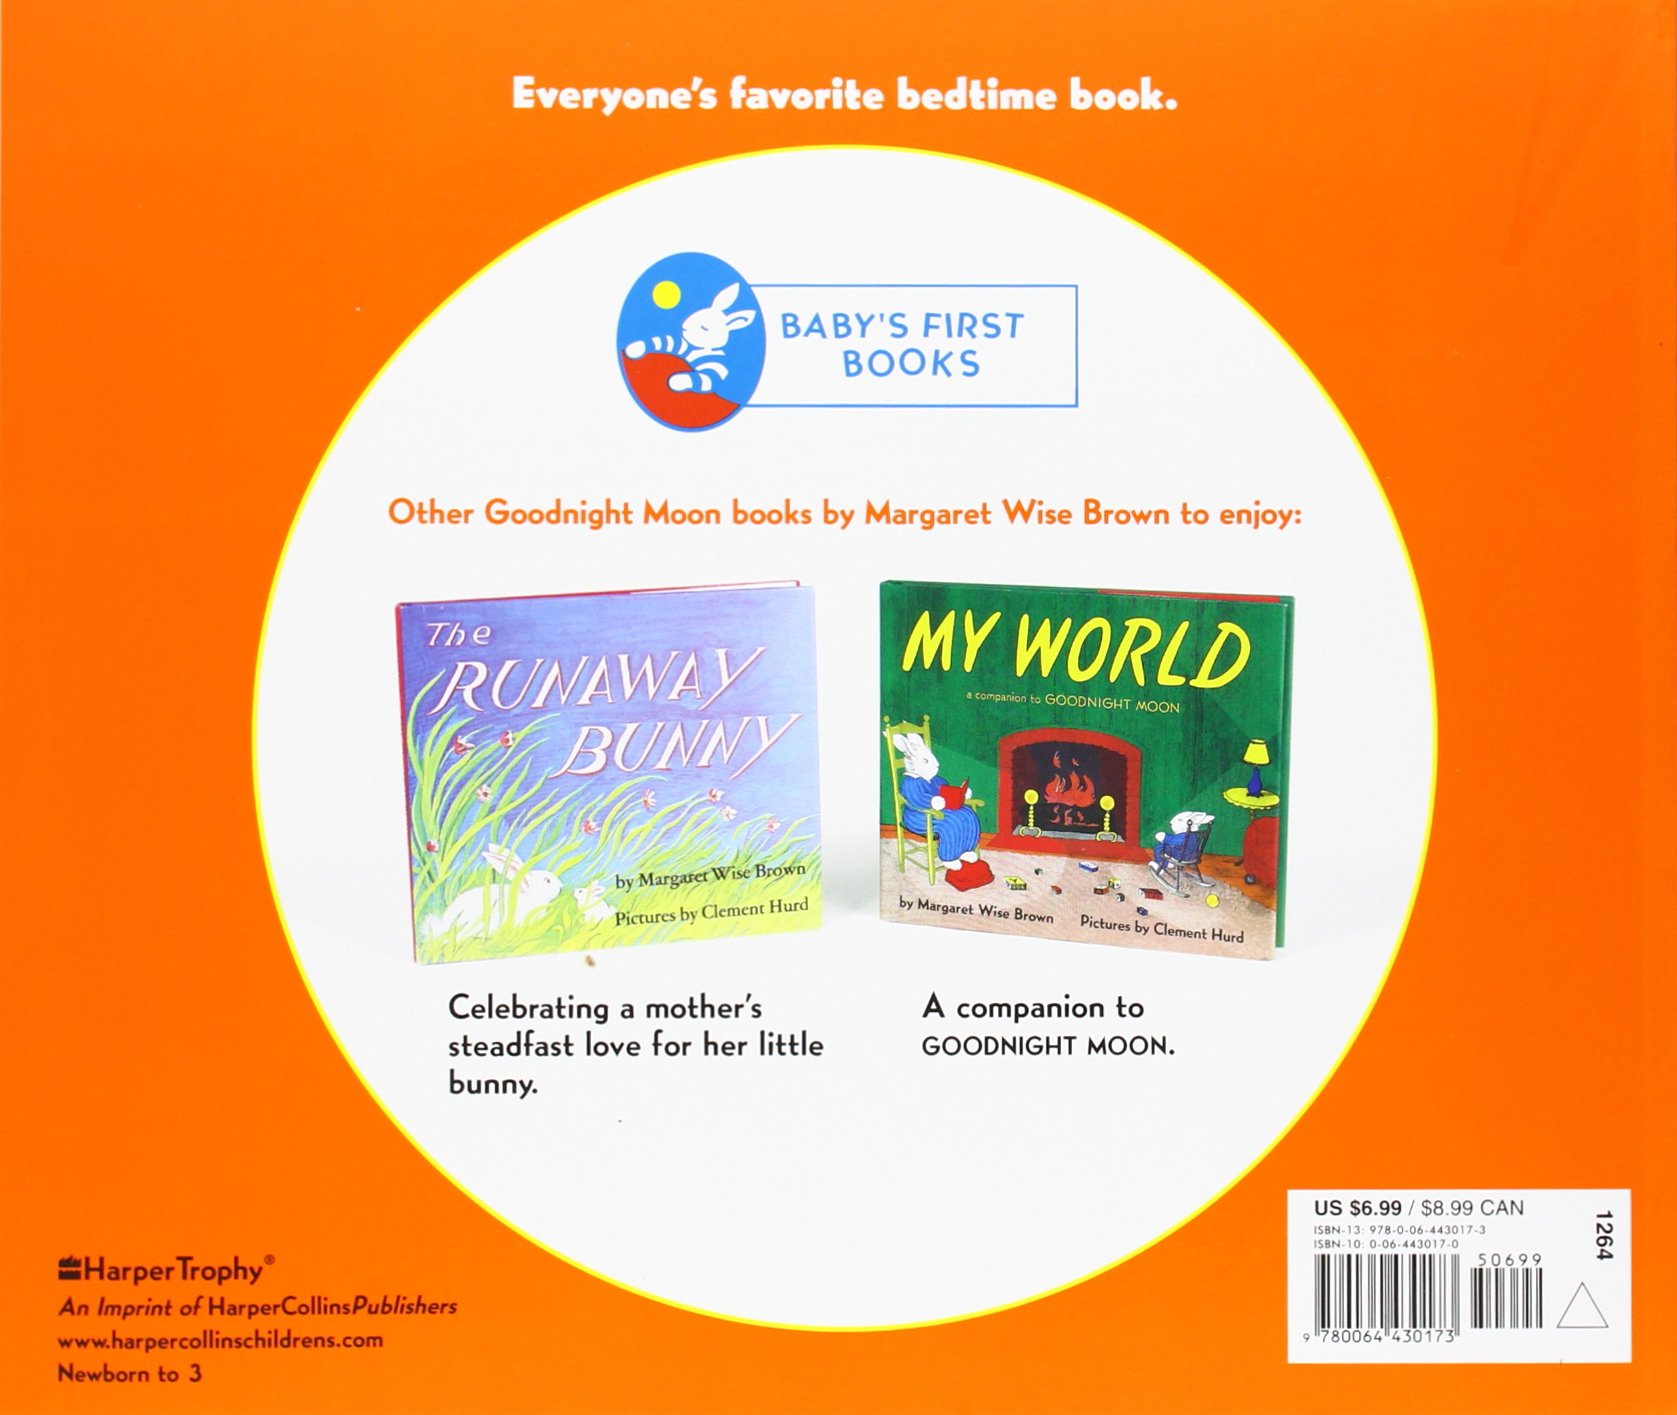 Everyone's favorite bedtime book.
BABY'S FIRST
BOOKS
Other Goodnight Moon books by Margaret Wise Brown to enjoy:
The
RUNAWAY
BUNNY
by Margaret Wise Brown
Pictures by Clement Hurd
MY WORLD
a companion to GOODNIGHT MOON
by Margaret Wise Brown
Pictures by Clement Hurd
Celebrating a mother's
steadfast love for her little
bunny.
A companion to
GOODNIGHT MOON.
HarperTrophy®
An Imprint of HarperCollinsPublishers
www.harpercollinschildrens.com
Newborn to 3
US $6.99 / $8.99 CAN
ISBN-13: 978-0-06-443017-3
ISBN-10: 0-06-443017-0
50699
9 780064 430173
1264